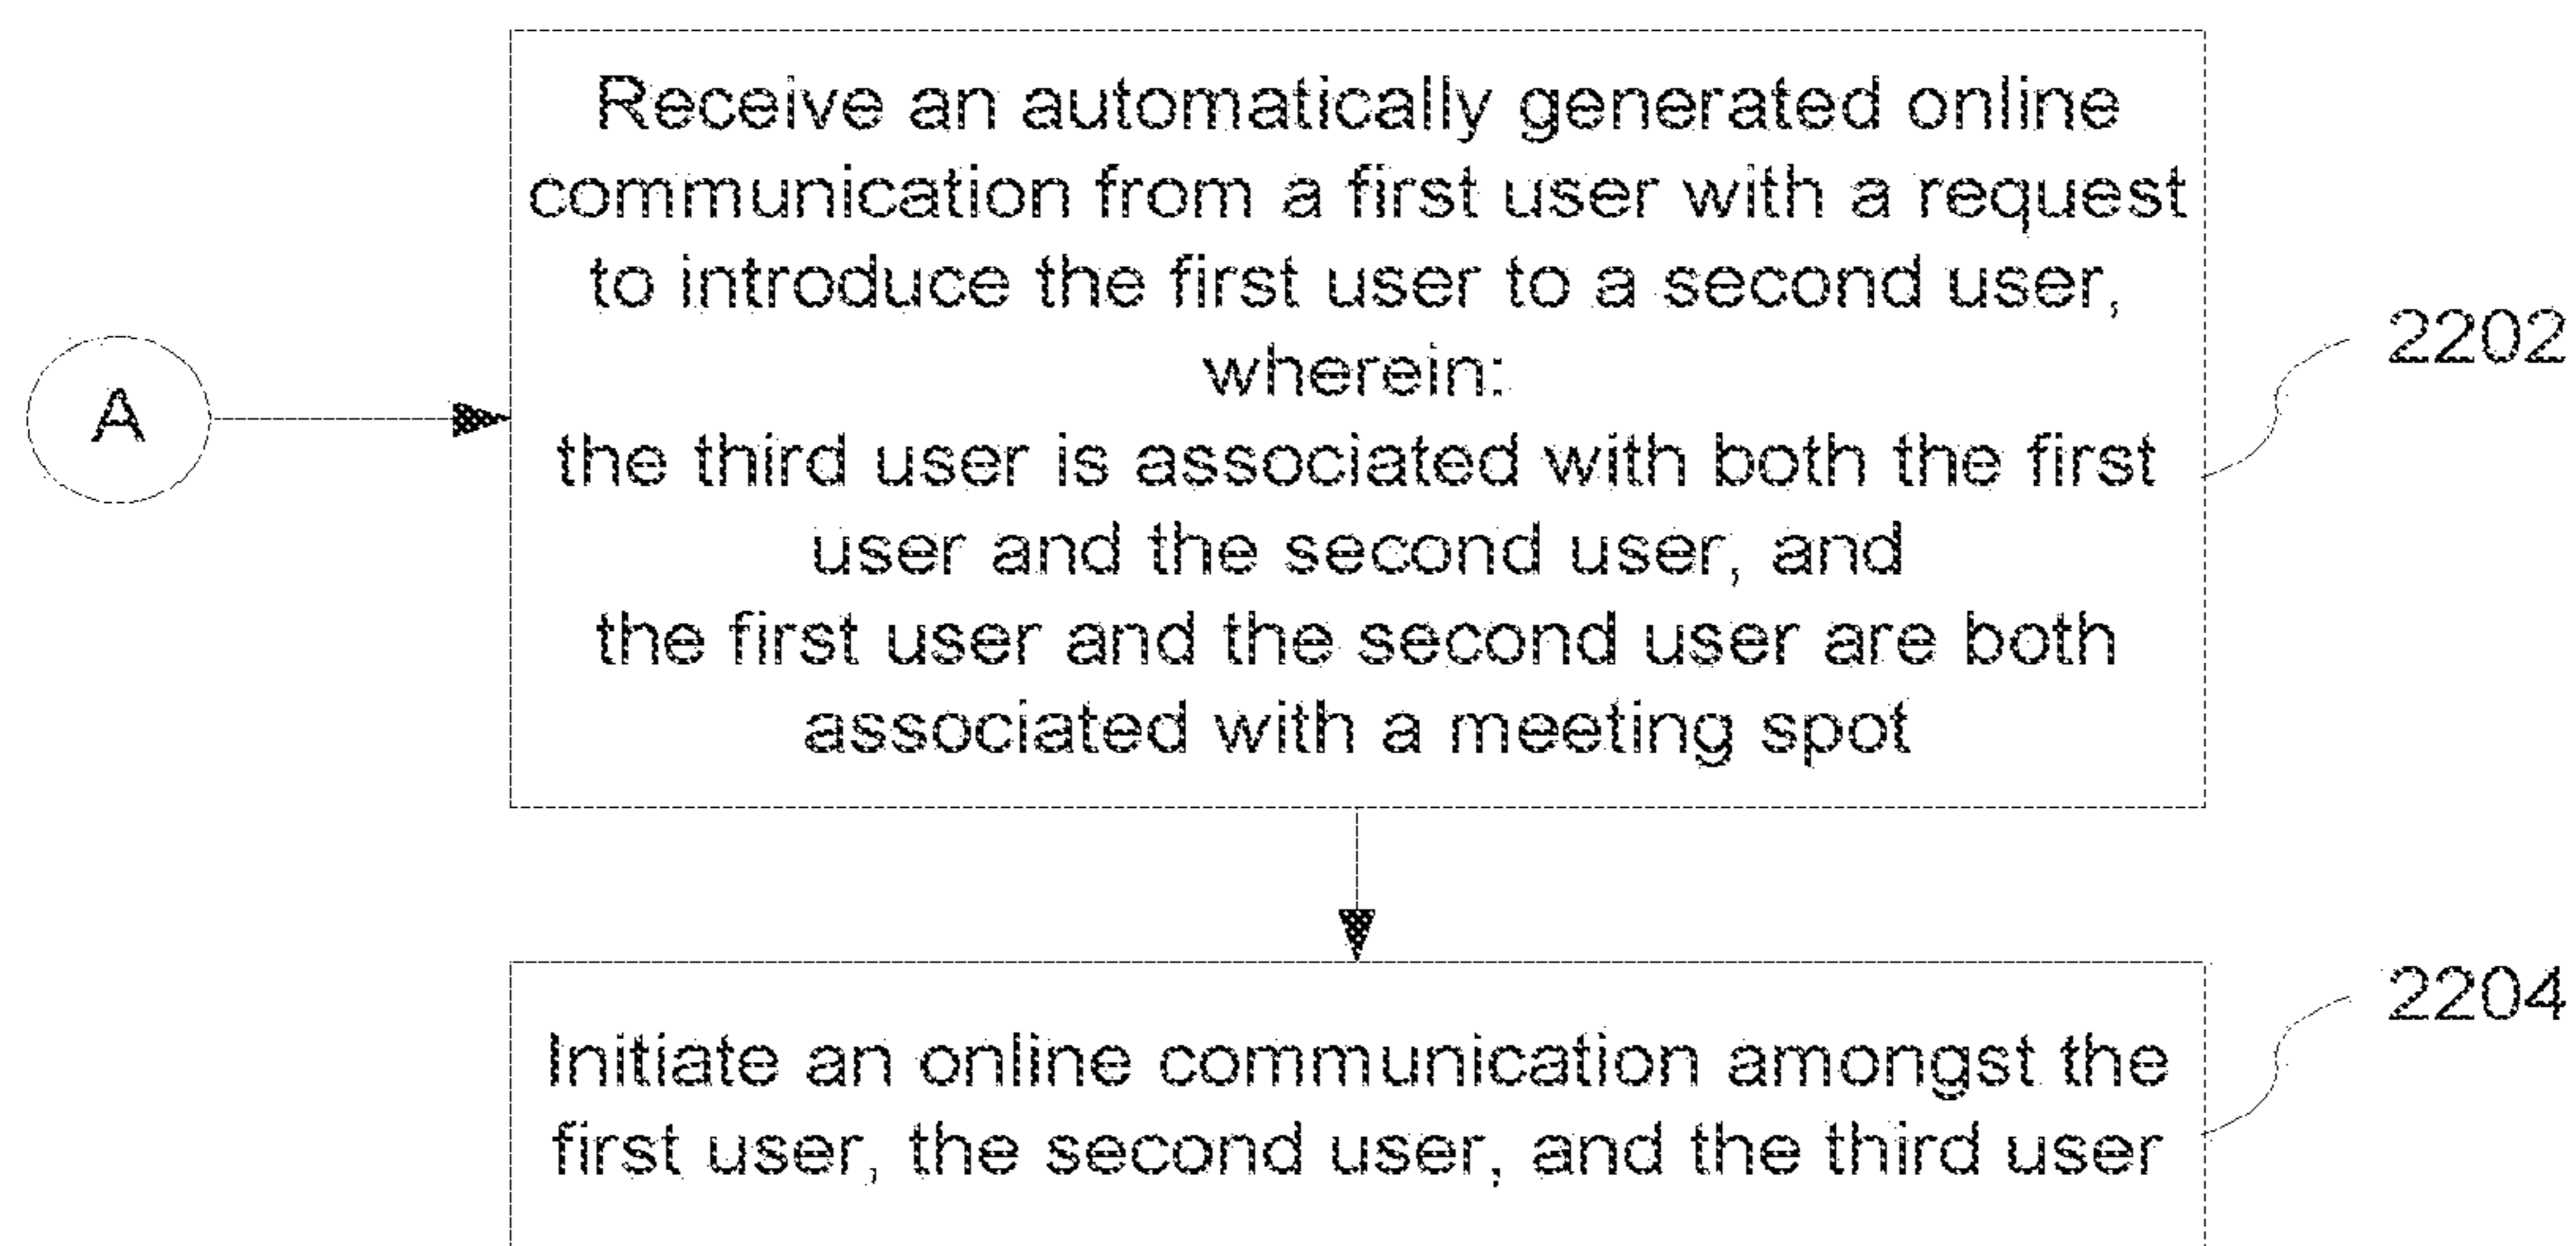 A
Receive an automatically generated online
communication from a first user with a request
to introduce the first user to a second user,
wherein:
the third user is associated with both the first
user and the second user, and
the first user and the second user are both
associated with a meeting spot
2202
Initiate an online communication amongst the
first user, the second user, and the third user
2204